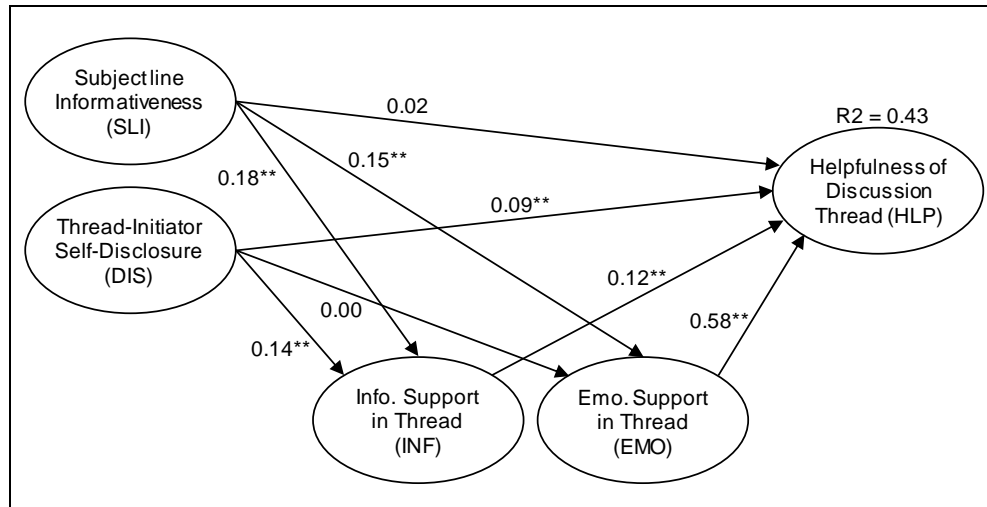 Subject line
Informativeness
(SLI)
0.02
R2 = 0.43
Helpfulness of
Discussion
Thread (HLP)
0.15**
0.18**
Thread-Initiator
Self-Disclosure
(DIS)
0.09**
0.12**
0.00
0.58**
0.14**
Info. Support
in Thread
(INF)
Emo. Support
in Thread
(EMO)